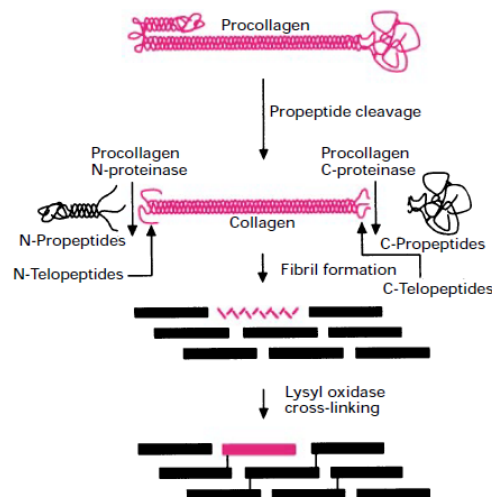 Procollagen
Propeptide cleavage
Procollagen
N-proteinase
Procollagen
C-proteinase
N-Propeptides
Collagen
C-Propeptides
N-Telopeptides
Fibril formation
C-Telopeptides
Lysyl oxidase
cross-linking